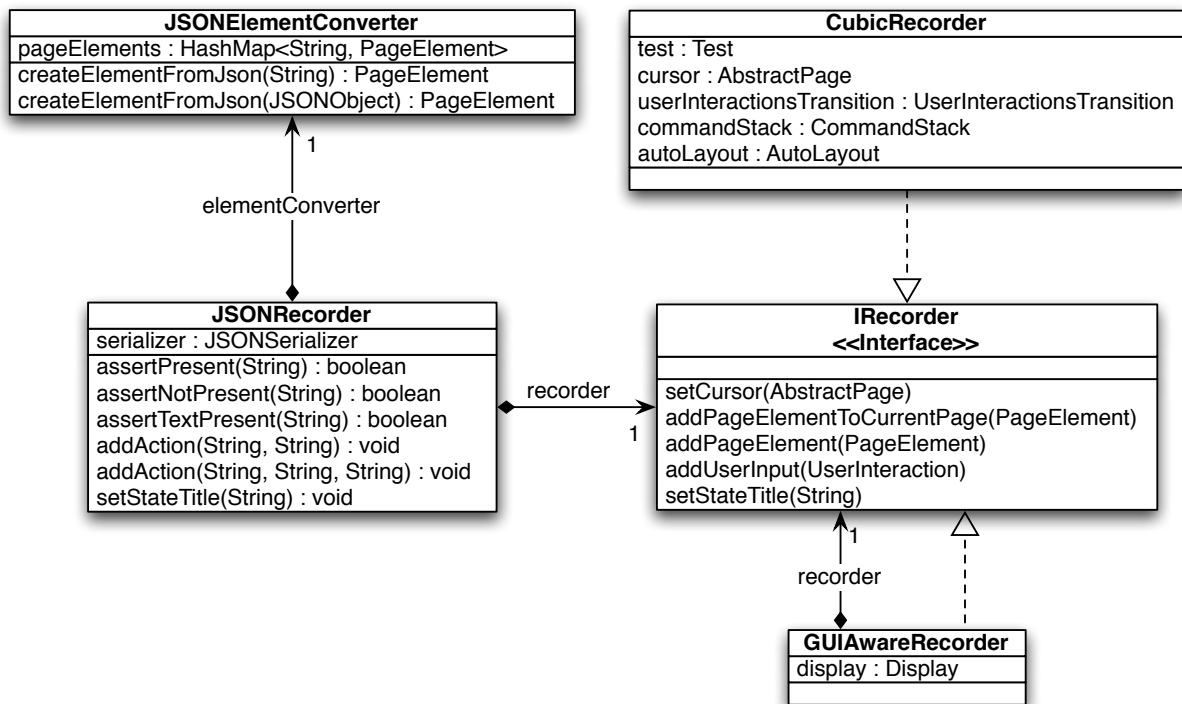 JSONElementConverter
pageElements : HashMap<String, PageElement>
createElementFromJson(String) : PageElement
createElementFromJson(JSONObject) : PageElement
CubicRecorder
test : Test
cursor : AbstractPage
userInteractionsTransition : UserInteractionsTransition
commandStack : CommandStack
autoLayout : AutoLayout
1
elementConverter
JSONRecorder
serializer : JSONSerializer
assertPresent(String) : boolean
assertNotPresent(String) : boolean
assertTextPresent(String) : boolean
addAction(String, String) : void
addAction(String, String, String) : void
setStateTitle(String) : void
recorder
1
IRecorder
<<Interface>>
setCursor(AbstractPage)
addPageElementToCurrentPage(PageElement)
addPageElement(PageElement)
addUserInput(UserInteraction)
setStateTitle(String)
1
recorder
GUIAwareRecorder
display : Display